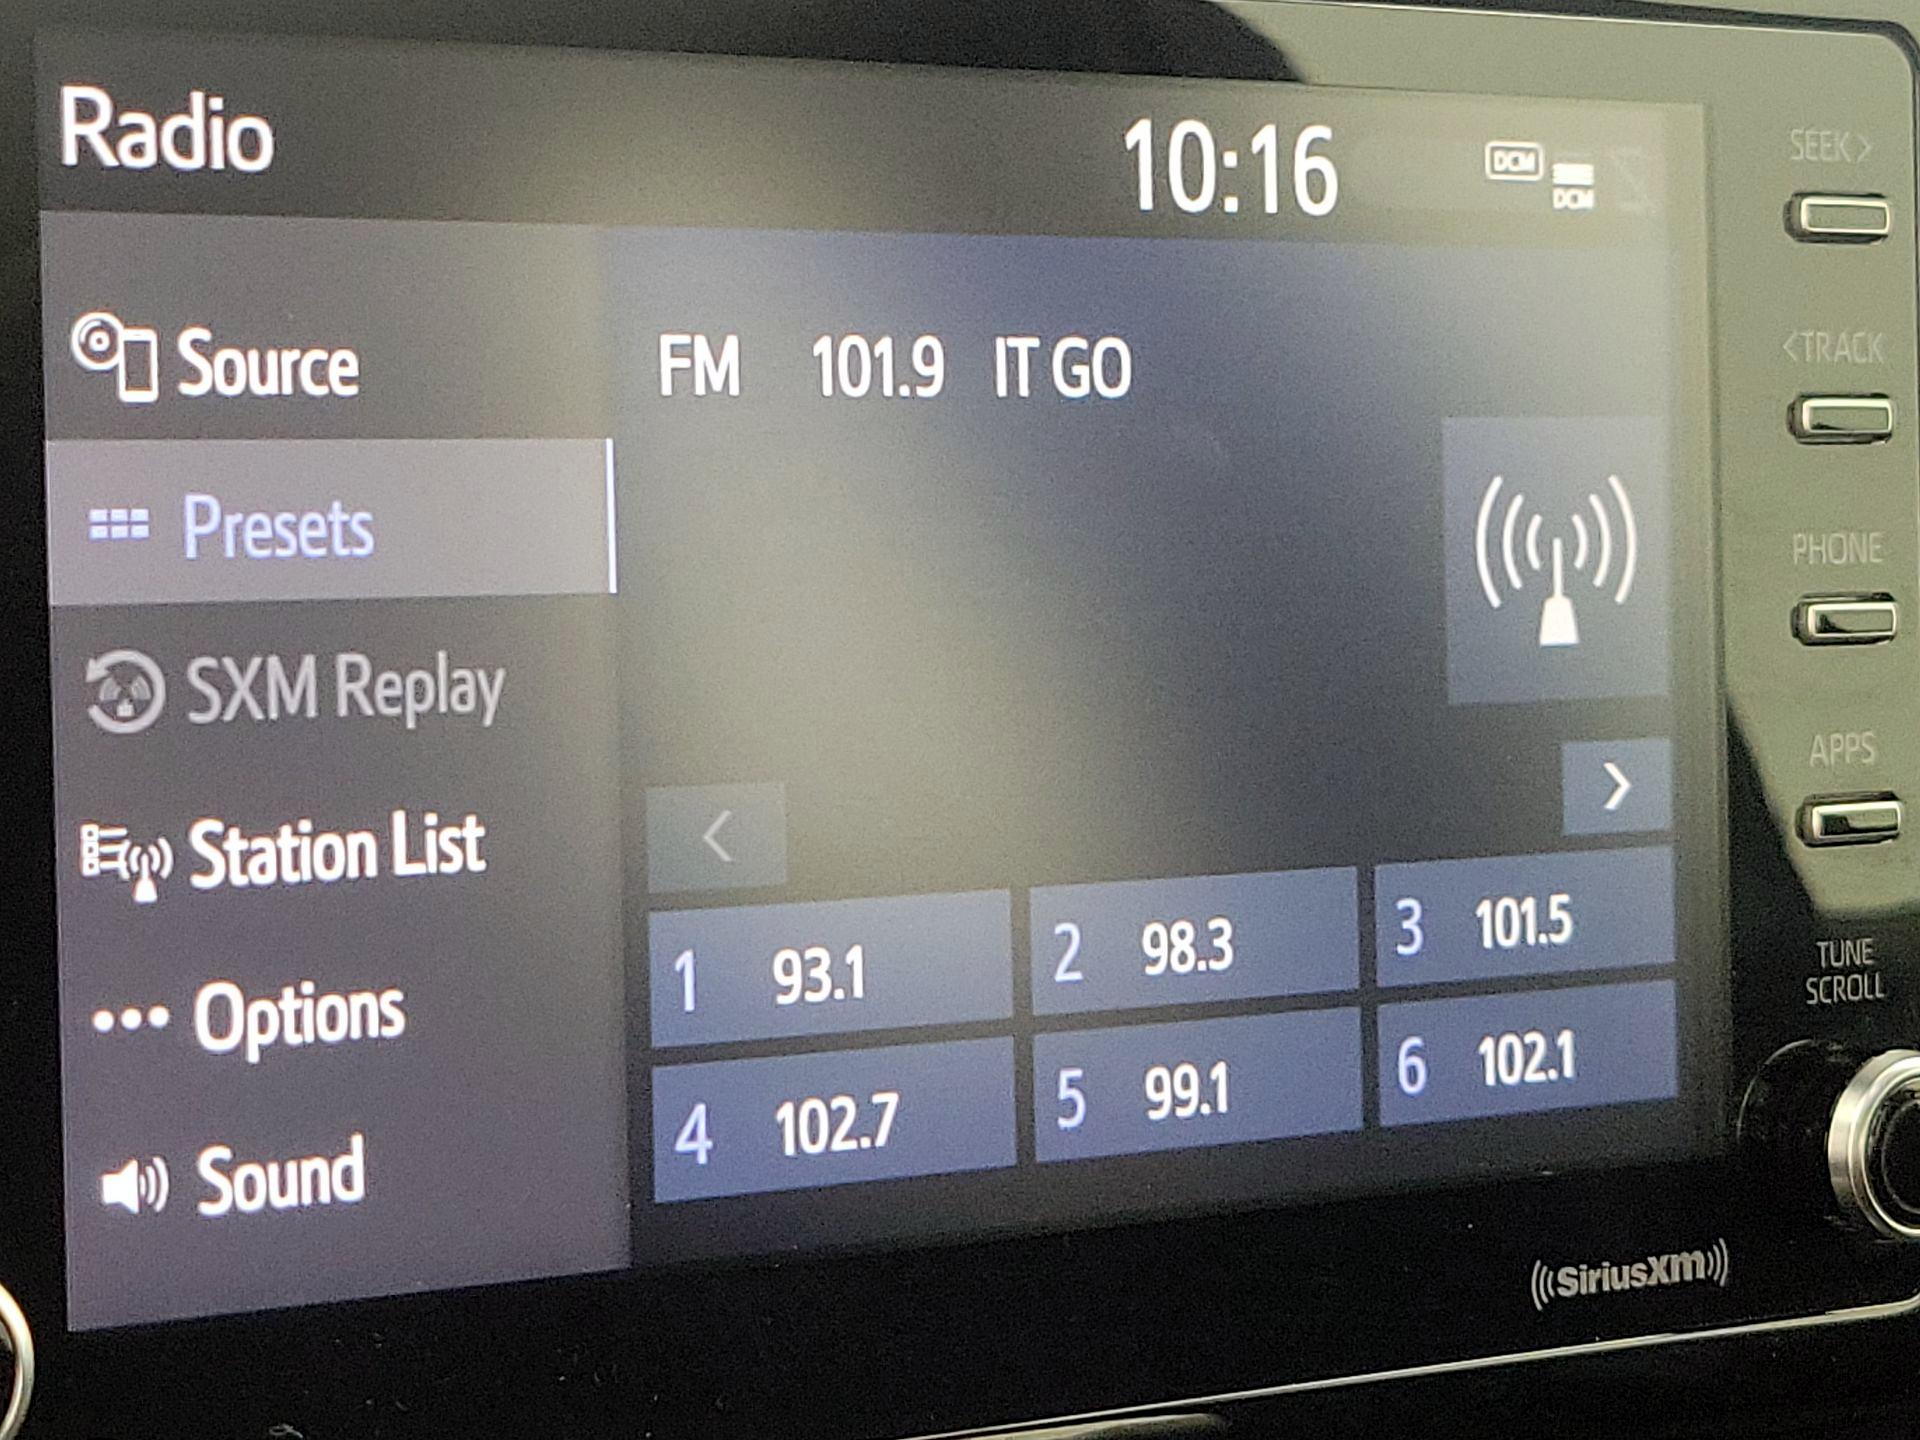 Radio
10:16
DCM
DCM
Source
FM 101.9 IT GO
Presets
SXM Replay
Station List
Options
Sound
1 93.1
2 98.3
3 101.5
4 102.7
5 99.1
6 102.1
SEEK>
<TRACK
PHONE
APPS
TUNE
SCROLL
((SiriusXM))